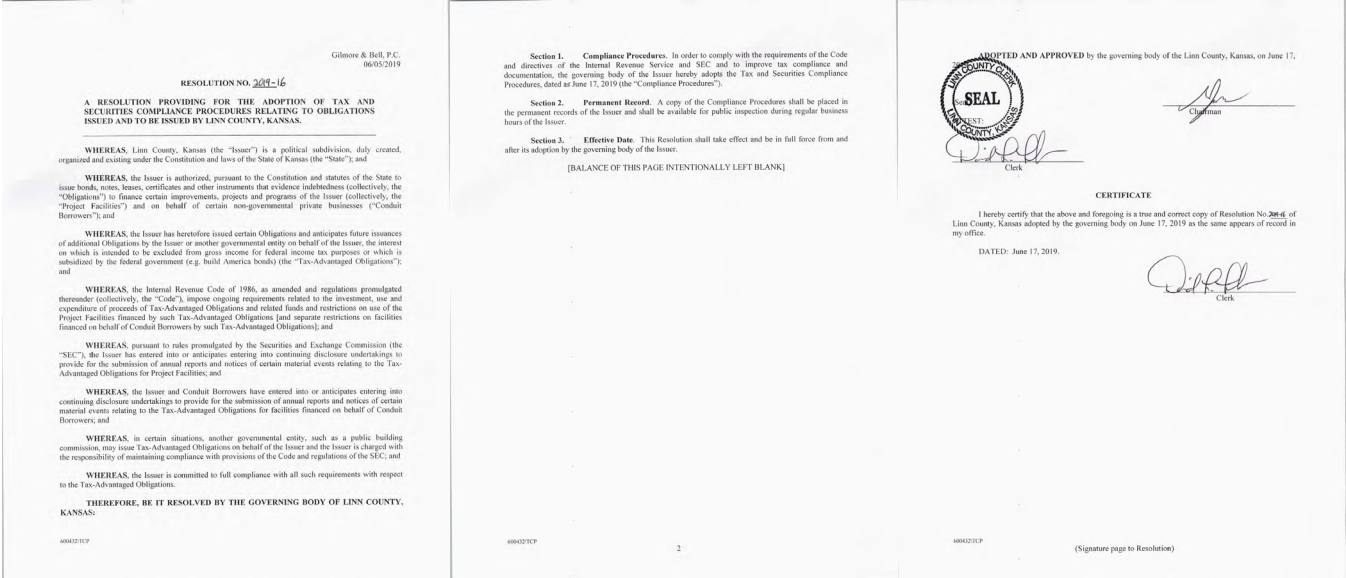 Gilmore & Bell, P.C.
06/05/2019
RESOLUTION NO. 2019-16
A RESOLUTION PROVIDING FOR THE ADOPTION OF TAX AND
SECURITIES COMPLIANCE PROCEDURES RELATING TO OBLIGATIONS
ISSUED AND TO BE ISSUED BY LINN COUNTY, KANSAS.
WHEREAS, Linn County, Kansas (the “Issuer”) is a political subdivision, duly created,
organized and existing under the Constitution and laws of the State of Kansas (the “State”); and
WHEREAS, the Issuer is authorized, pursuant to the Constitution and statutes of the State to
issue bonds, notes, leases, certificates and other instruments that evidence indebtedness (collectively, the
“Obligations”) to finance certain improvements, projects and programs of the Issuer (collectively, the
“Project Facilities”) and on behalf of certain non-governmental private businesses (“Conduit
Borrowers”); and
WHEREAS, the Issuer has heretofore issued certain Obligations and anticipates future issuances
of additional Obligations by the Issuer or another governmental entity on behalf of the Issuer, the interest
on which is intended to be excluded from gross income for federal income tax purposes or which is
subsidized by the federal government (e.g. build America bonds) (the “Tax-Advantaged Obligations”);
and
WHEREAS, the Internal Revenue Code of 1986, as amended and regulations promulgated
thereunder (collectively, the “Code”), impose ongoing requirements related to the investment, use and
expenditure of proceeds of Tax-Advantaged Obligations and related funds and restrictions on use of the
Project Facilities financed by such Tax-Advantaged Obligations [and separate restrictions on facilities
financed on behalf of Conduit Borrowers by such Tax-Advantaged Obligations]; and
WHEREAS, pursuant to rules promulgated by the Securities and Exchange Commission (the
“SEC”), the Issuer has entered into or anticipates entering into continuing disclosure undertakings to
provide for the submission of annual reports and notices of certain material events relating to the Tax-
Advantaged Obligations for Project Facilities; and
WHEREAS, the Issuer and Conduit Borrowers have entered into or anticipates entering into
continuing disclosure undertakings to provide for the submission of annual reports and notices of certain
material events relating to the Tax-Advantaged Obligations for facilities financed on behalf of Conduit
Borrowers; and
WHEREAS, in certain situations, another governmental entity, such as a public building
commission, may issue Tax-Advantaged Obligations on behalf of the Issuer and the Issuer is charged with
the responsibility of maintaining compliance with provisions of the Code and regulations of the SEC; and
WHEREAS, the Issuer is committed to full compliance with all such requirements with respect
to the Tax-Advantaged Obligations.
THEREFORE, BE IT RESOLVED BY THE GOVERNING BODY OF LINN COUNTY,
KANSAS:
600432\TCP
Section 1. Compliance Procedures. In order to comply with the requirements of the Code
and directives of the Internal Revenue Service and SEC and to improve tax compliance and
documentation, the governing body of the Issuer hereby adopts the Tax and Securities Compliance
Procedures, dated as June 17, 2019 (the “Compliance Procedures”).
Section 2. Permanent Record. A copy of the Compliance Procedures shall be placed in
the permanent records of the Issuer and shall be available for public inspection during regular business
hours of the Issuer.
Section 3. Effective Date. This Resolution shall take effect and be in full force from and
after its adoption by the governing body of the Issuer.
[BALANCE OF THIS PAGE INTENTIONALLY LEFT BLANK]
600432\TCP
2
ADOPTED AND APPROVED by the governing body of the Linn County, Kansas, on June 17,
LINN COUNTY CLERK
SEAL
LINN COUNTY, KANSAS
Chairman
Clerk
CERTIFICATE
I hereby certify that the above and foregoing is a true and correct copy of Resolution No. 2019-16 of
Linn County, Kansas adopted by the governing body on June 17, 2019 as the same appears of record in
my office.
DATED: June 17, 2019.
Clerk
600432\TCP
(Signature page to Resolution)